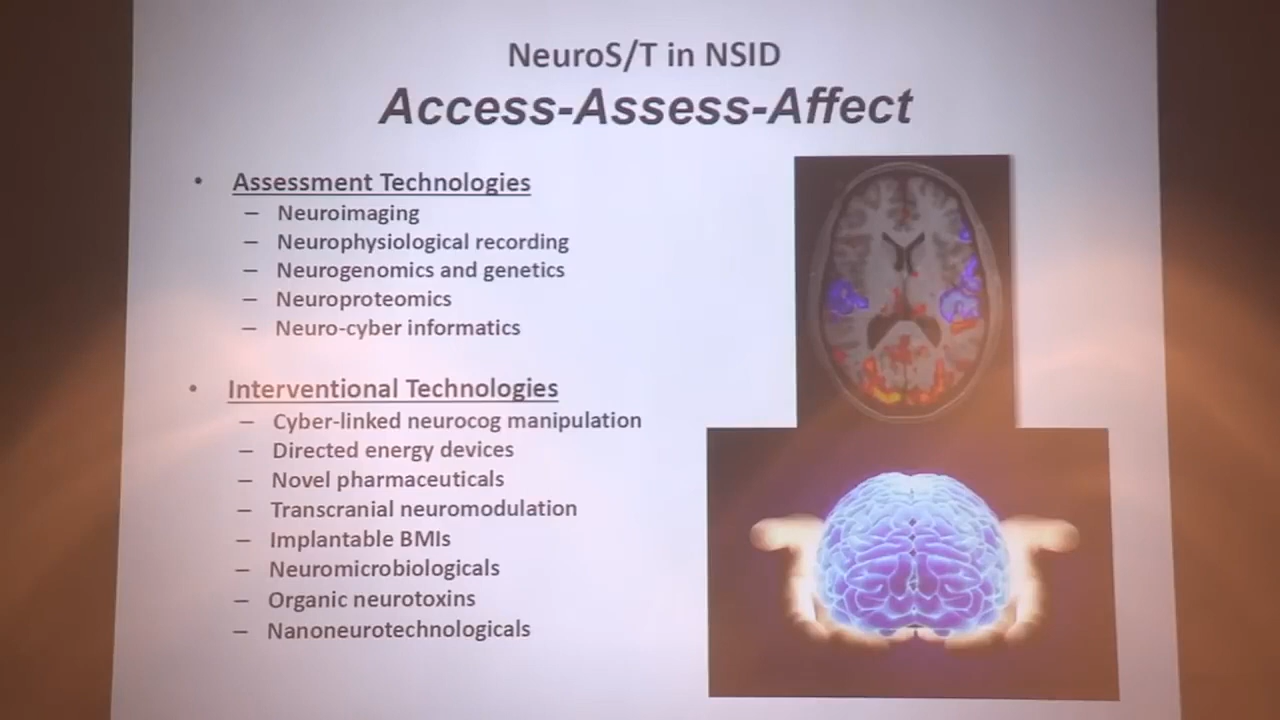 NeuroS/T in NSID
Access-Assess-Affect
• Assessment Technologies
– Neuroimaging
– Neurophysiological recording
– Neurogenomics and genetics
– Neuroproteomics
– Neuro-cyber informatics
• Interventional Technologies
– Cyber-linked neurocog manipulation
– Directed energy devices
– Novel pharmaceuticals
– Transcranial neuromodulation
– Implantable BMIs
– Neuromicrobiologicals
– Organic neurotoxins
– Nanoneurotechnologicals